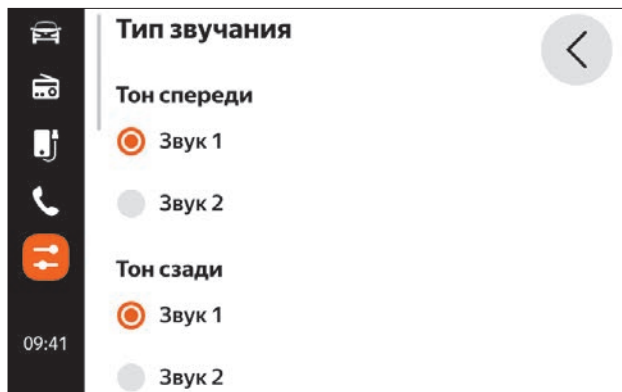 Тип звучания
Тон спереди
Звук 1
Звук 2
Тон сзади
Звук 1
Звук 2
09:41